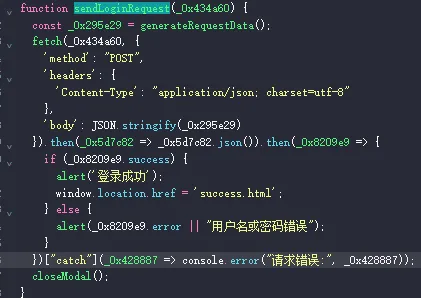 function sendLoginRequest(_0x434a60) {
const _0x295e29 = generateRequestData();
fetch(_0x434a60, {
'method': "POST",
'headers': {
'Content-Type': "application/json; charset=utf-8"
},
'body': JSON.stringify(_0x295e29)
}).then(_0x5d7c82 => _0x5d7c82.json()).then(_0x8209e9 => {
if (_0x8209e9.success) {
alert('登录成功');
window.location.href = 'success.html';
} else {
alert(_0x8209e9.error || "用户名或密码错误");
}
})["catch"](_0x428887 => console.error("请求错误:", _0x428887));
closeModal();